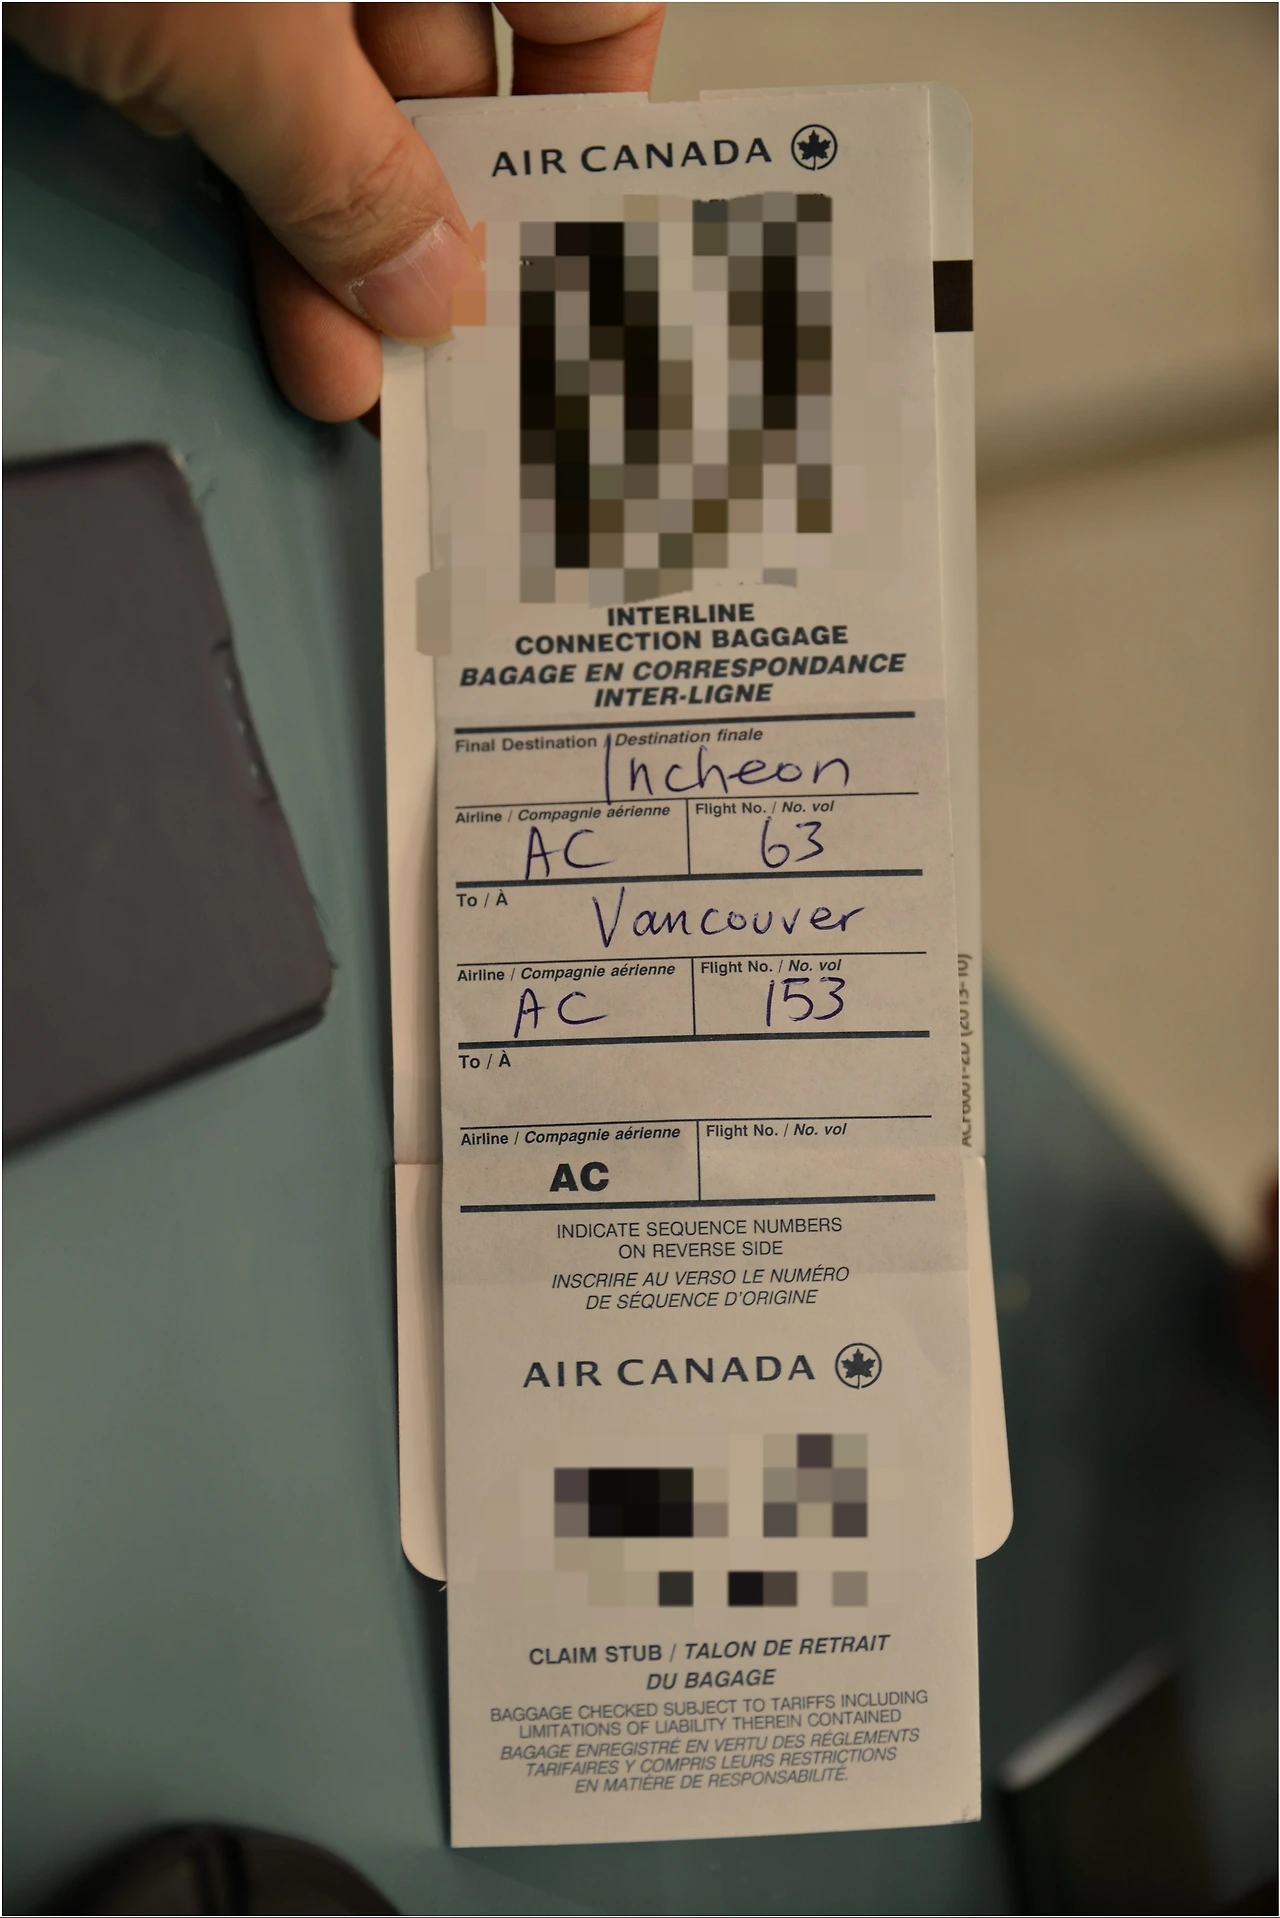 AIR CANADA
INTERLINE
CONNECTION BAGGAGE
BAGAGE EN CORRESPONDANCE
INTER-LIGNE
Final Destination / Destination finale
Incheon
Airline / Compagnie aérienne Flight No. / No. vol
AC 63
To / À
Vancouver
Airline / Compagnie aérienne Flight No. / No. vol
AC 153
To / À
Airline / Compagnie aérienne Flight No. / No. vol
AC
INDICATE SEQUENCE NUMBERS
ON REVERSE SIDE
INSCRIRE AU VERSO LE NUMÉRO
DE SÉQUENCE D'ORIGINE
AIR CANADA
CLAIM STUB / TALON DE RETRAIT
DU BAGAGE
BAGGAGE CHECKED SUBJECT TO TARIFFS INCLUDING
LIMITATIONS OF LIABILITY THEREIN CONTAINED
BAGAGE ENREGISTRÉ EN VERTU DES RÉGLEMENTS
TARIFAIRES Y COMPRIS LEURS RESTRICTIONS
EN MATIÈRE DE RESPONSABILITÉ.